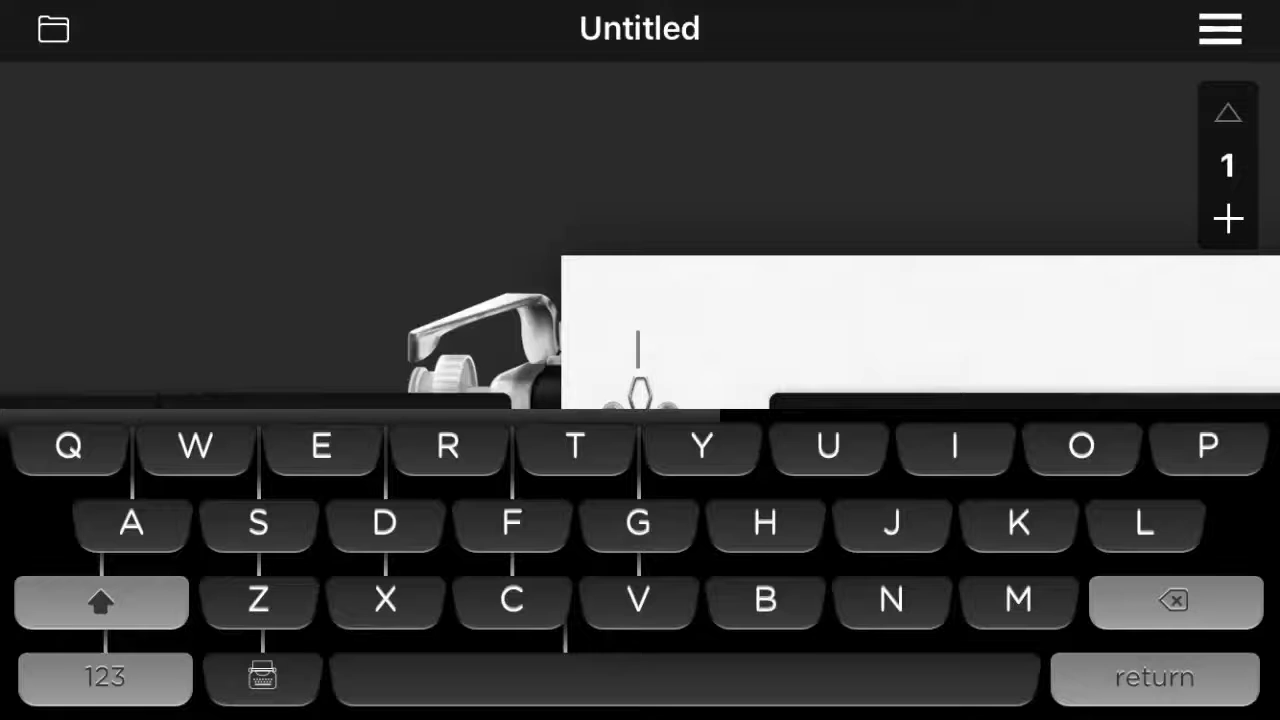 Untitled
1
Q W E R T Y U I O P
A S D F G H J K L
Z X C V B N M
123 return